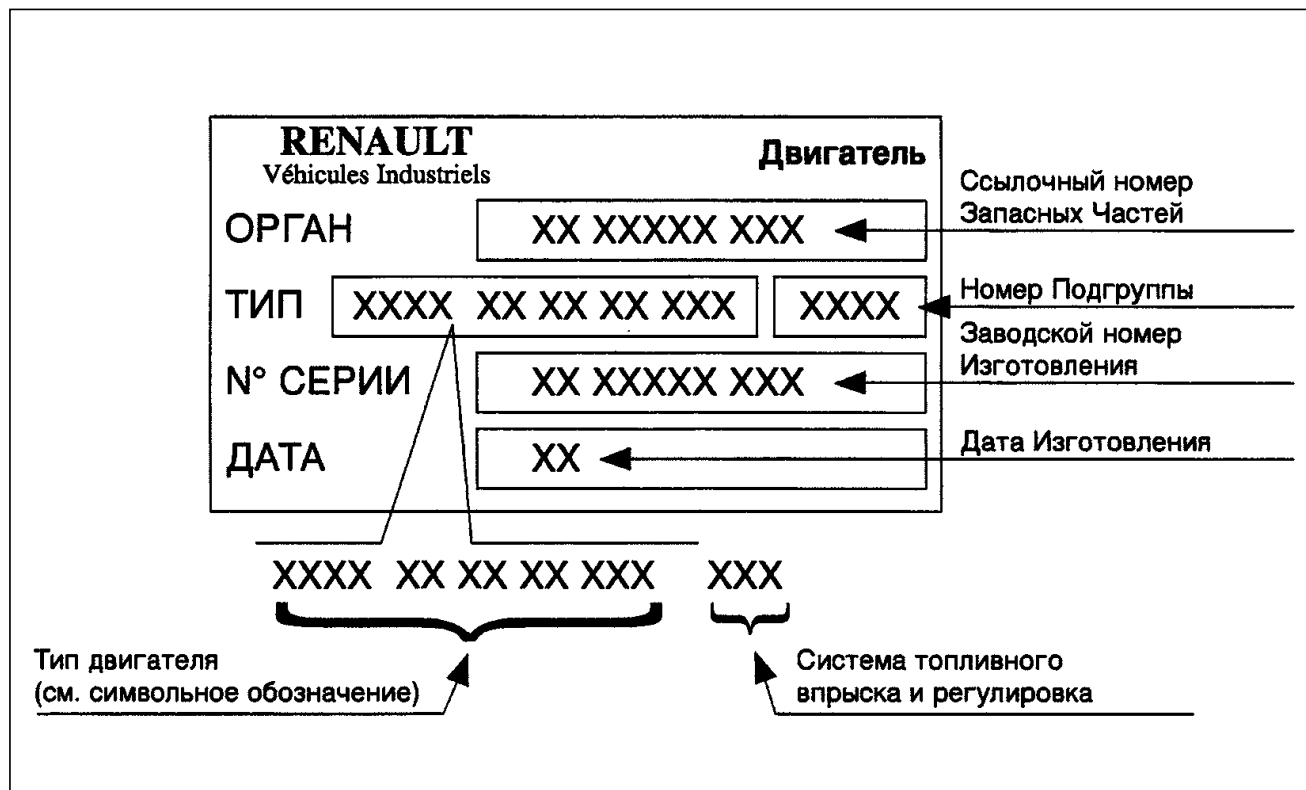 RENAULT
Véhicules Industriels
Двигатель
Ссылочный номер
Запасных Частей
ОРГАН XX XXXXX XXX
ТИП XXXX XX XX XX XXX XXXX
Номер Подгруппы
Заводской номер
Изготовления
N° СЕРИИ XX XXXXX XXX
ДАТА XX
Дата Изготовления
XXXX XX XX XX XXX XXX
Тип двигателя
(см. символьное обозначение)
Система топливного
впрыска и регулировка